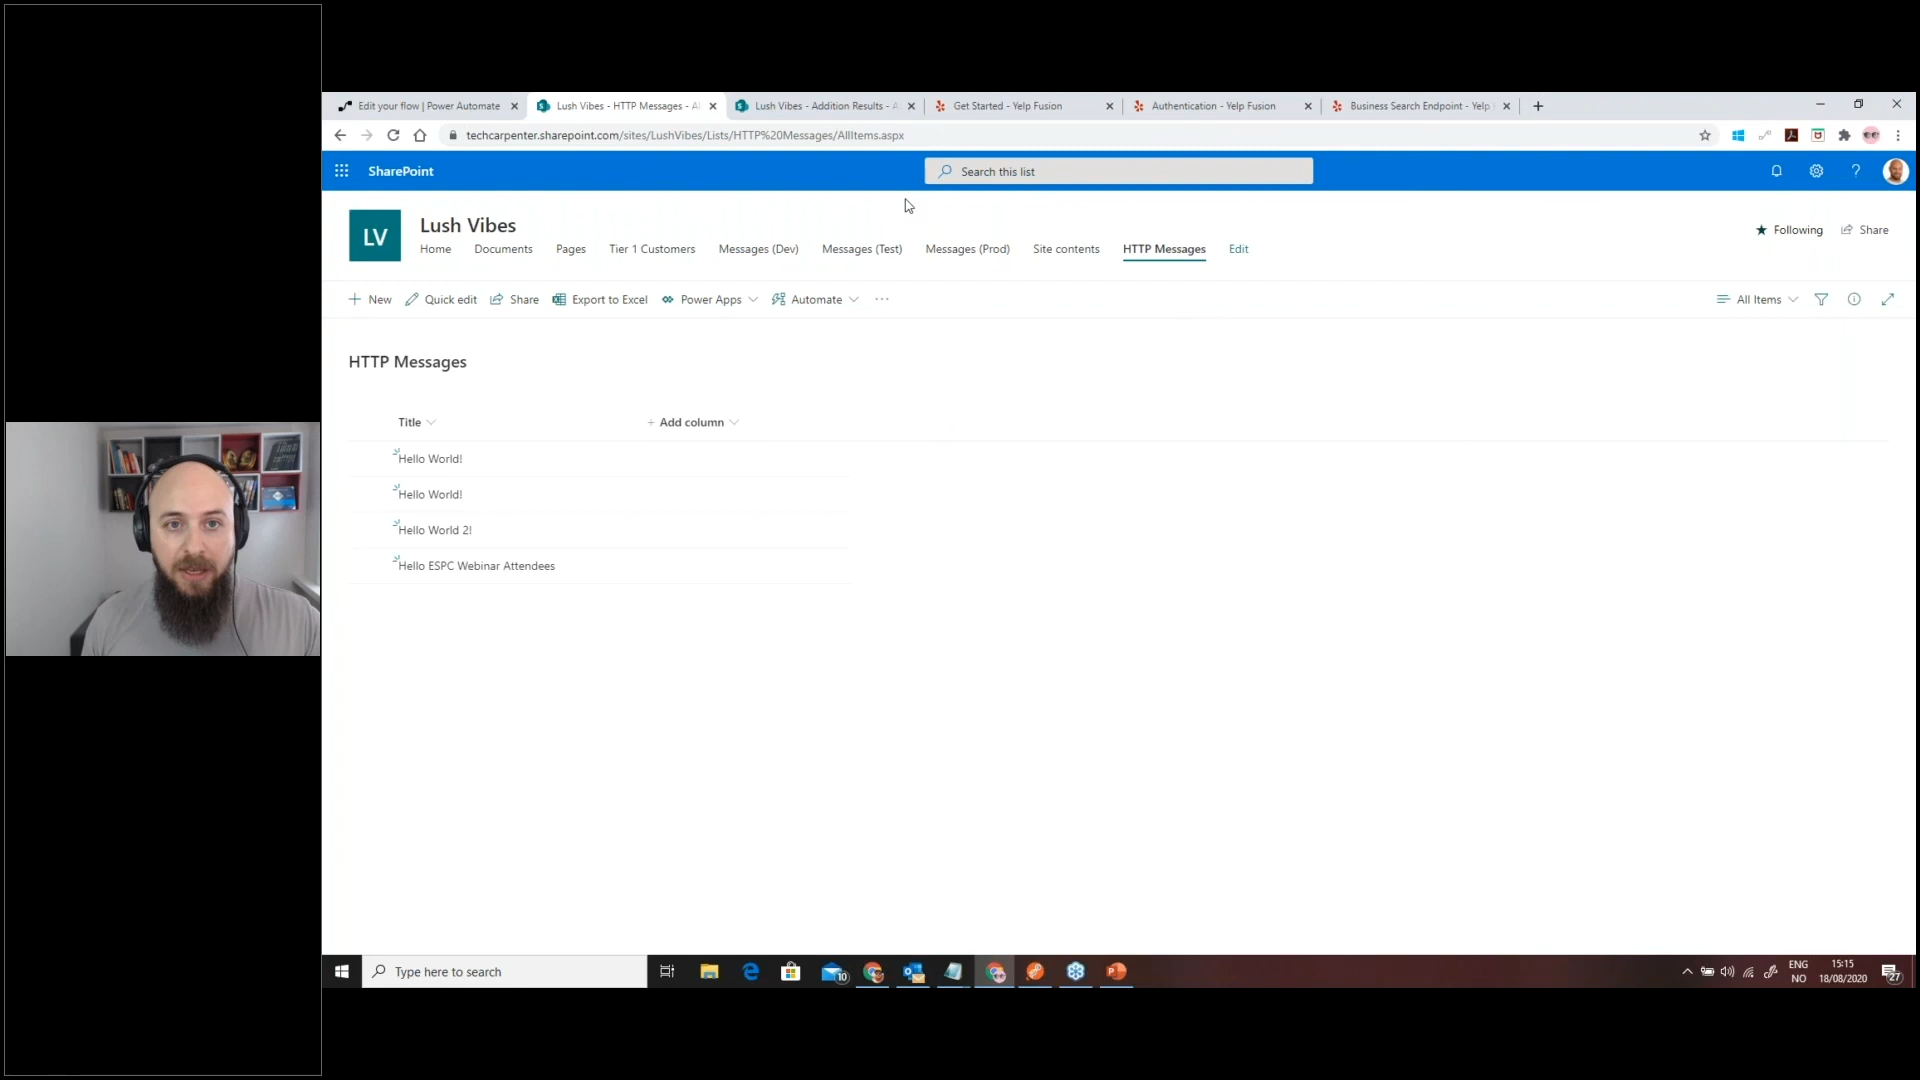 Edit your flow | Power Automate
Lush Vibes - HTTP Messages - A
Lush Vibes - Addition Results - A
Get Started - Yelp Fusion
Authentication - Yelp Fusion
Business Search Endpoint - Yelp
techcarpenter.sharepoint.com/sites/LushVibes/Lists/HTTP%20Messages/AllItems.aspx
SharePoint
Search this list
LV
Lush Vibes
Following
Share
Home
Documents
Pages
Tier 1 Customers
Messages (Dev)
Messages (Test)
Messages (Prod)
Site contents
HTTP Messages
Edit
New
Quick edit
Share
Export to Excel
Power Apps
Automate
All Items
HTTP Messages
Title
Add column
Hello World!
Hello World!
Hello World 2!
Hello ESPC Webinar Attendees
Type here to search
10
ENG
NO
15:15
18/08/2020
27